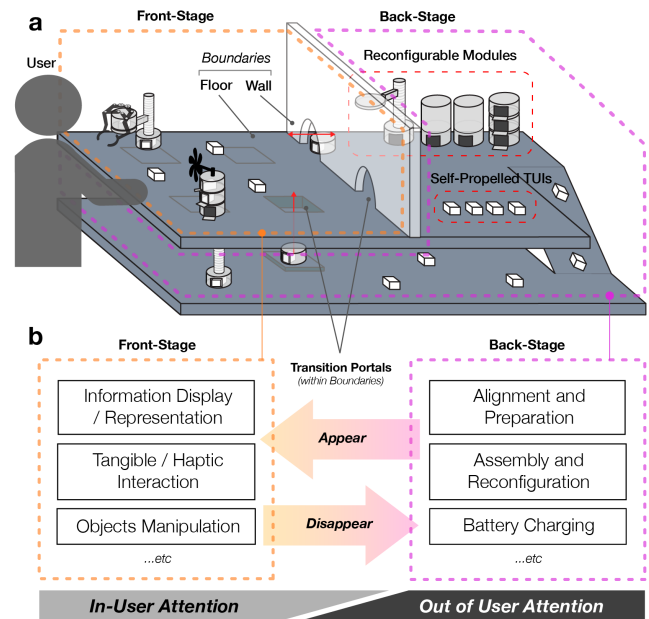 a
Front-Stage
Back-Stage
User
Boundaries
Floor
Wall
Reconfigurable Modules
Self-Propelled TUIs
b
Front-Stage
Back-Stage
Transition Portals
(within Boundaries)
Information Display
/ Representation
Tangible / Haptic
Interaction
Objects Manipulation
...etc
Appear
Disappear
Alignment and
Preparation
Assembly and
Reconfiguration
Battery Charging
...etc
In-User Attention
Out of User Attention